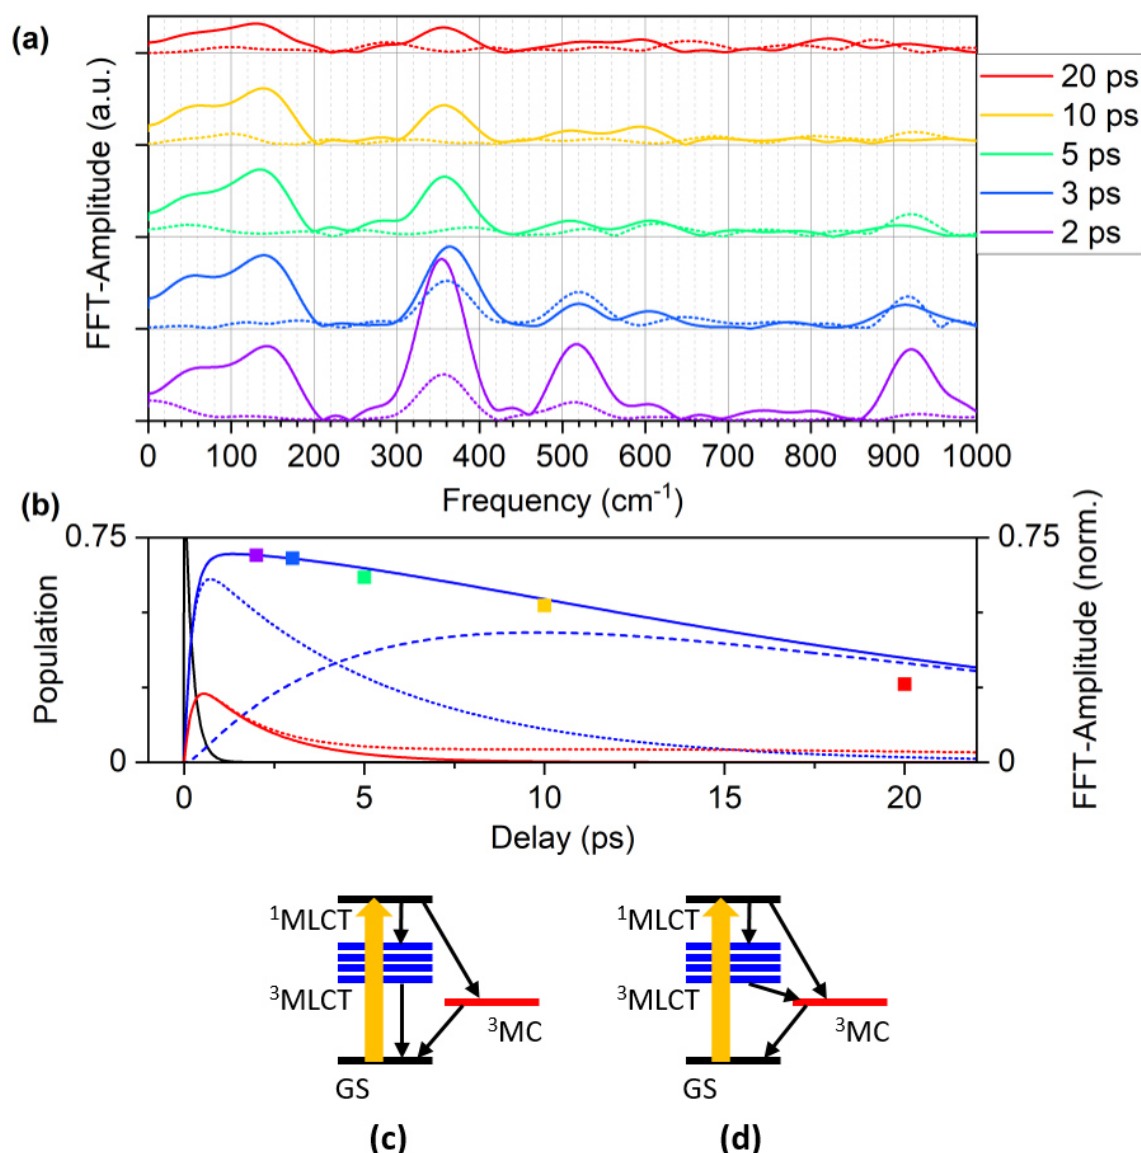 (a)
FFT-Amplitude (a.u.)
20 ps
10 ps
5 ps
3 ps
2 ps
0 100 200 300 400 500 600 700 800 900 1000
Frequency (cm⁻¹)
(b)
0.75
0
Population
0.75
0
FFT-Amplitude (norm.)
0 5 10 15 20
Delay (ps)
¹MLCT
³MLCT
³MC
GS
(c)
¹MLCT
³MLCT
³MC
GS
(d)